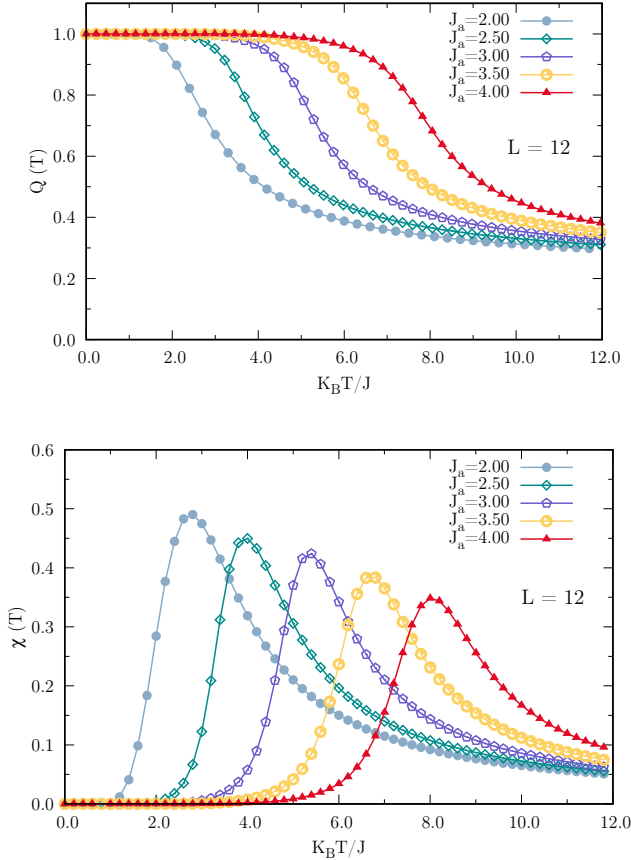 J_a=2.00
J_a=2.50
J_a=3.00
J_a=3.50
J_a=4.00
L = 12
Q (T)
1.0
0.8
0.6
0.4
0.2
0.0
0.0 2.0 4.0 6.0 8.0 10.0 12.0
K_BT/J
0.6
0.5
0.4
0.3
0.2
0.1
0.0
J_a=2.00
J_a=2.50
J_a=3.00
J_a=3.50
J_a=4.00
L = 12
χ (T)
0.0 2.0 4.0 6.0 8.0 10.0 12.0
K_BT/J